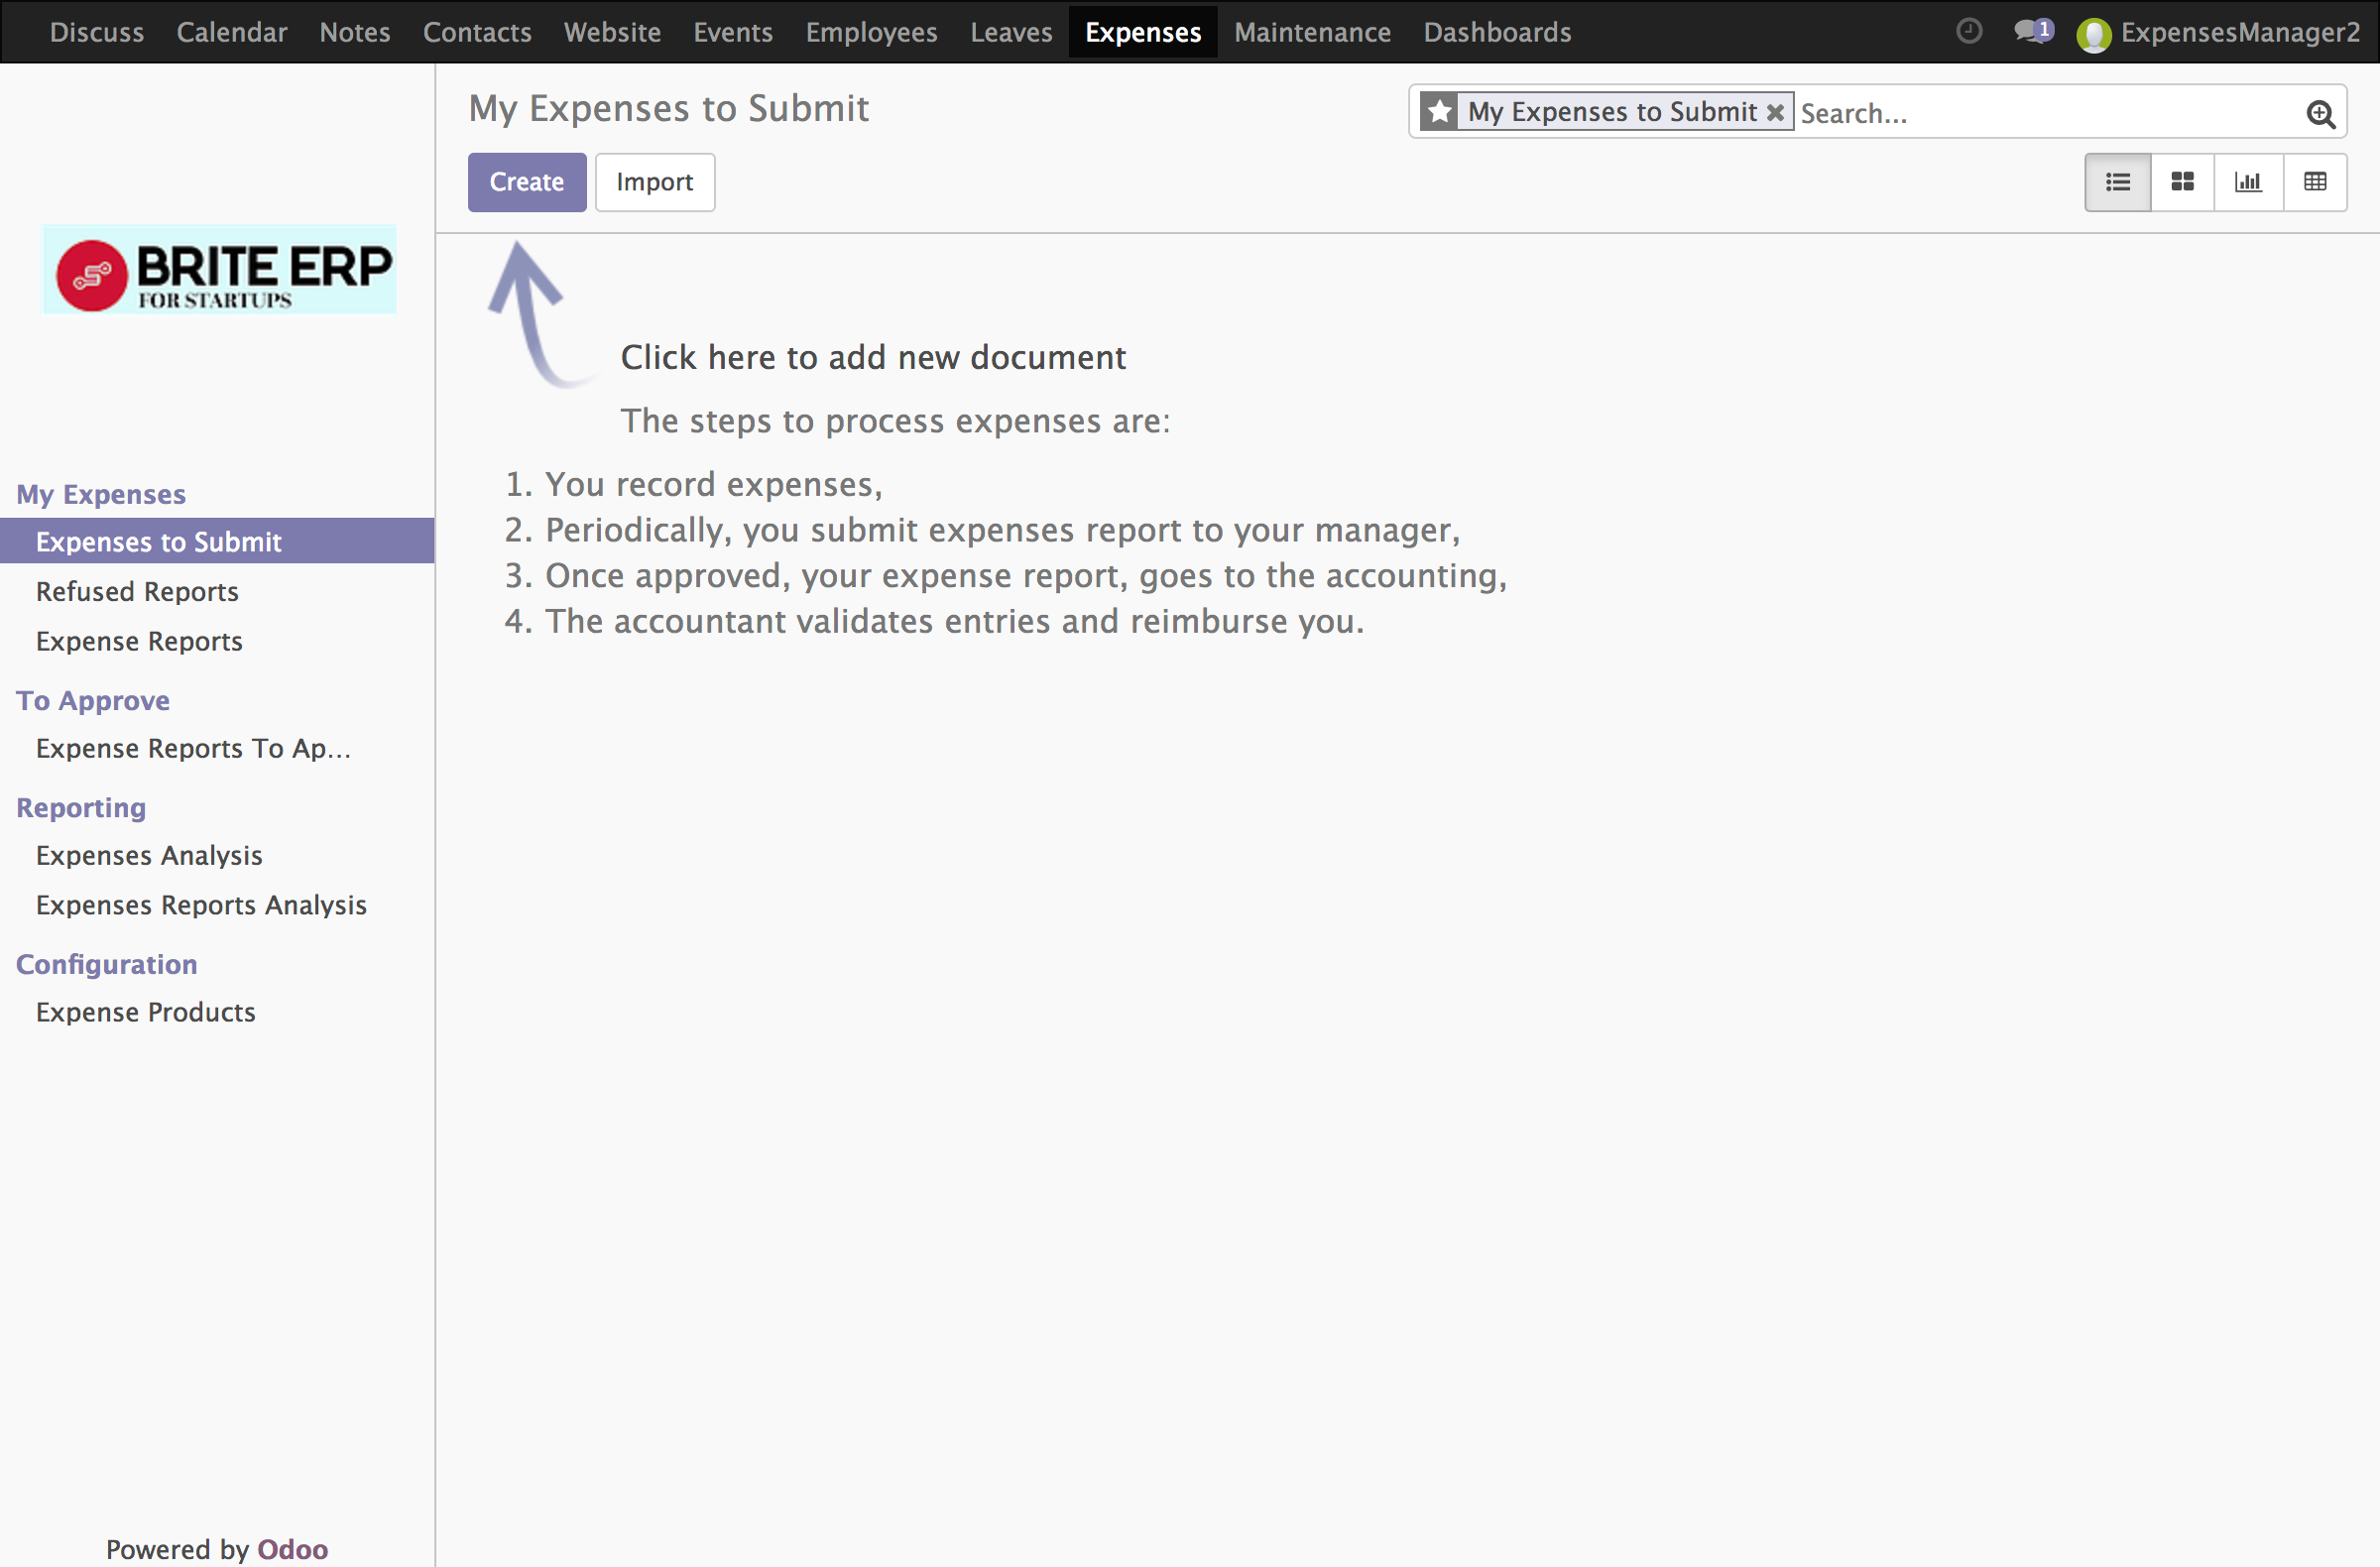 Discuss Calendar Notes Contacts Website Events Employees Leaves Expenses Maintenance Dashboards 1 ExpensesManager2
My Expenses to Submit
My Expenses to Submit Search...
Create Import
BRITE ERP
FOR STARTUPS
Click here to add new document
The steps to process expenses are:
1. You record expenses,
2. Periodically, you submit expenses report to your manager,
3. Once approved, your expense report, goes to the accounting,
4. The accountant validates entries and reimburse you.
My Expenses
Expenses to Submit
Refused Reports
Expense Reports
To Approve
Expense Reports To Ap...
Reporting
Expenses Analysis
Expenses Reports Analysis
Configuration
Expense Products
Powered by Odoo